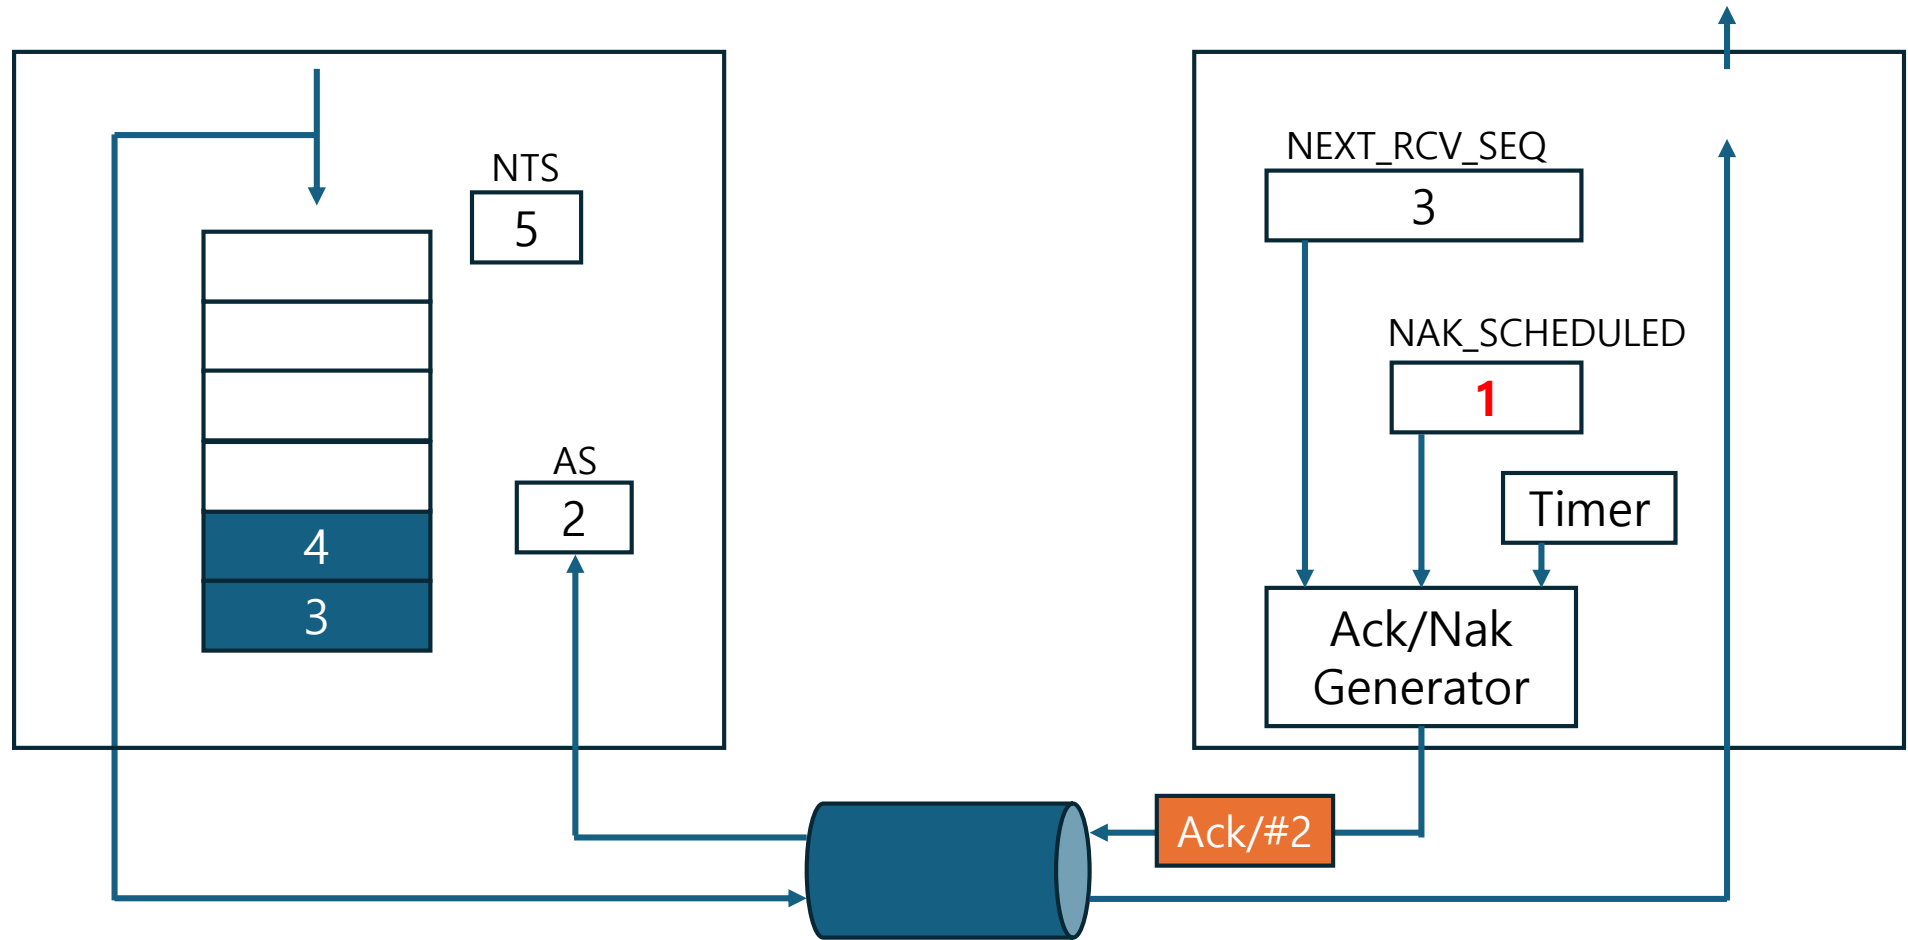 NTS
5
4
3
AS
2
NEXT_RCV_SEQ
3
NAK_SCHEDULED
1
Timer
Ack/Nak
Generator
Ack/#2